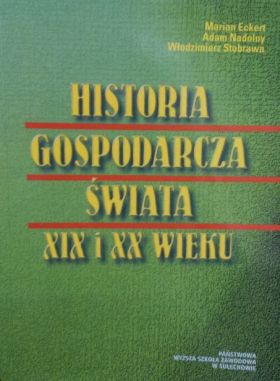 Marian Eckert
Adam Nadolny
Włodzimierz Stobrawa
HISTORIA
GOSPODARCZA
ŚWIATA
XIX i XX WIEKU
PAŃSTWOWA
WYŻSZA SZKOŁA ZAWODOWA
W SULECHOWIE